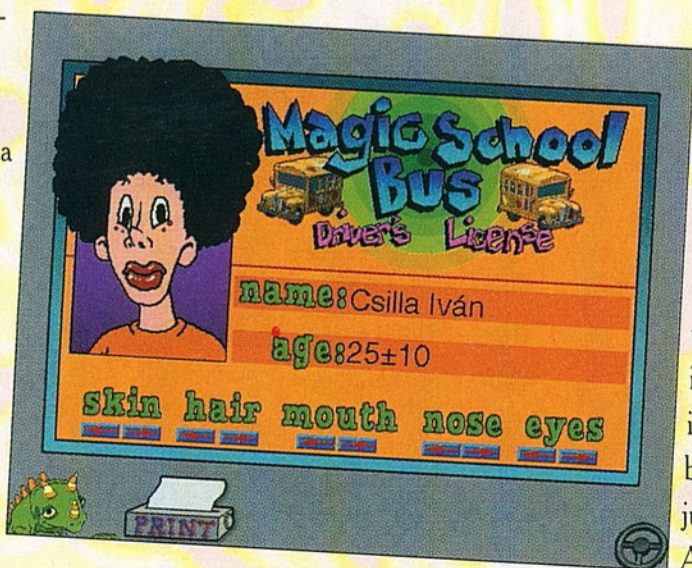 a
Magic School
Bus
Driver's License
name: Csilla Iván
age: 25±10
skin hair mouth nose eyes
PRINT
A